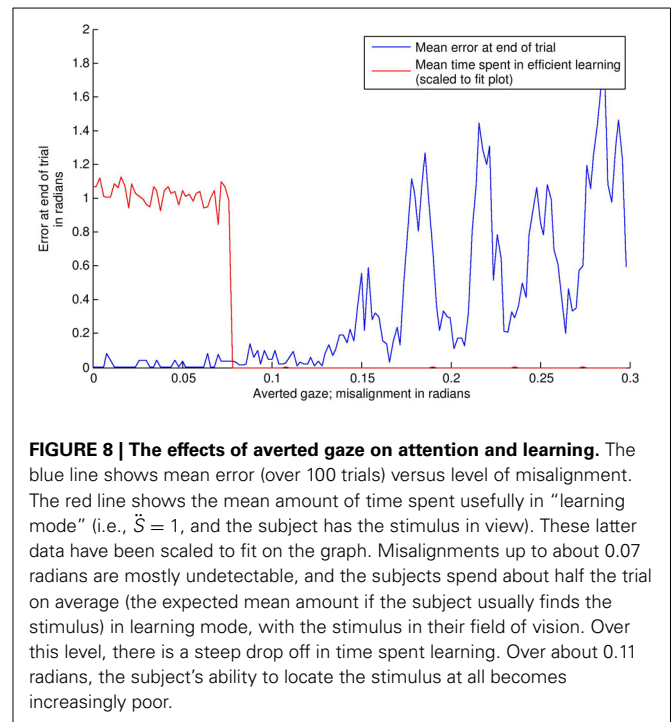 2
1.8
1.6
1.4
1.2
1
0.8
0.6
0.4
0.2
0
Error at end of trial
in radians
Mean error at end of trial
Mean time spent in efficient learning
(scaled to fit plot)
0 0.05 0.1 0.15 0.2 0.25 0.3
Averted gaze; misalignment in radians
FIGURE 8 | The effects of averted gaze on attention and learning. The
blue line shows mean error (over 100 trials) versus level of misalignment.
The red line shows the mean amount of time spent usefully in “learning
mode” (i.e., S̈ = 1, and the subject has the stimulus in view). These latter
data have been scaled to fit on the graph. Misalignments up to about 0.07
radians are mostly undetectable, and the subjects spend about half the trial
on average (the expected mean amount if the subject usually finds the
stimulus) in learning mode, with the stimulus in their field of vision. Over
this level, there is a steep drop off in time spent learning. Over about 0.11
radians, the subject’s ability to locate the stimulus at all becomes
increasingly poor.